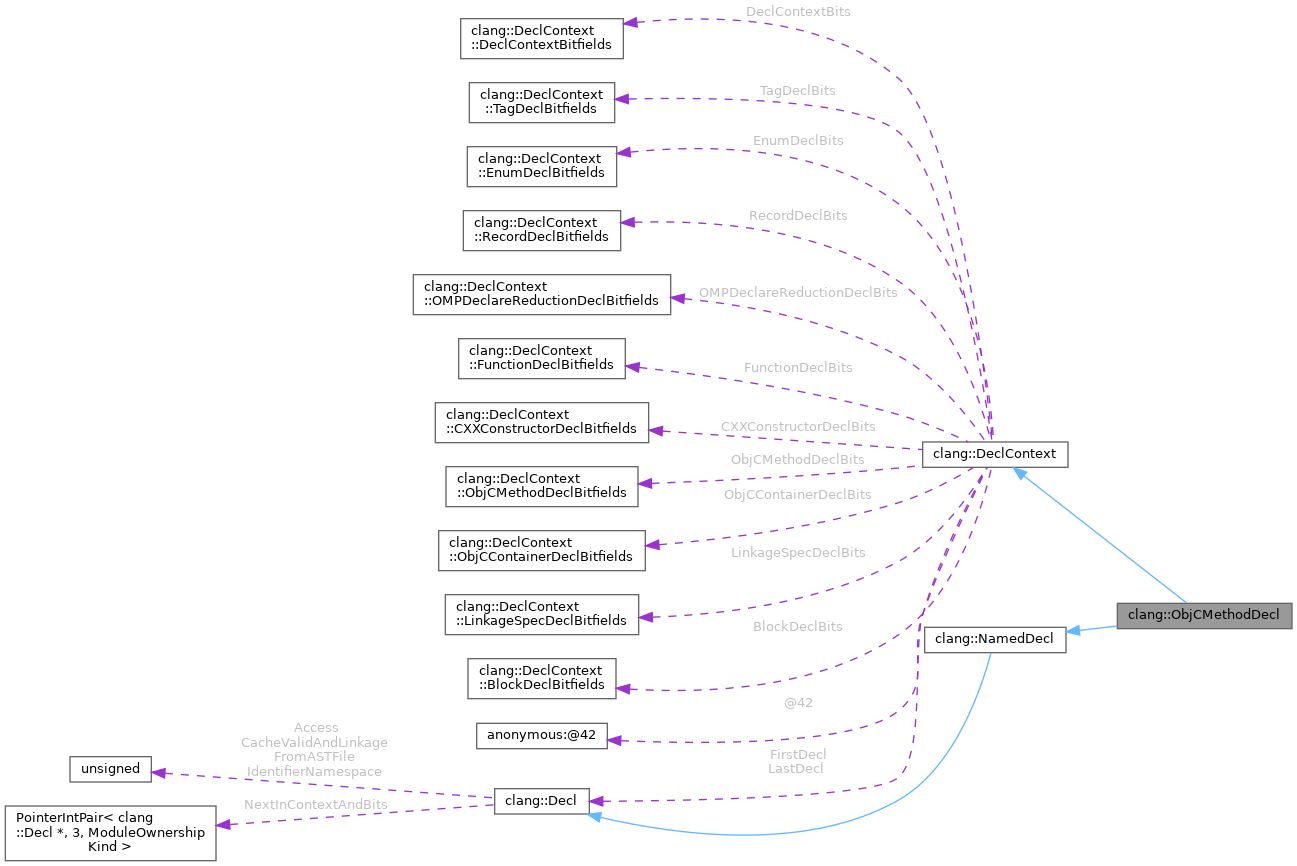 DeclContextBits
clang::DeclContext
::DeclContextBitfields
TagDeclBits
clang::DeclContext
::TagDeclBitfields
EnumDeclBits
clang::DeclContext
::EnumDeclBitfields
RecordDeclBits
clang::DeclContext
::RecordDeclBitfields
OMPDeclareReductionDeclBits
clang::DeclContext
::OMPDeclareReductionDeclBitfields
FunctionDeclBits
clang::DeclContext
::FunctionDeclBitfields
CXXConstructorDeclBits
clang::DeclContext
::CXXConstructorDeclBitfields
clang::DeclContext
ObjCMethodDeclBits
clang::DeclContext
::ObjCMethodDeclBitfields
ObjCContainerDeclBits
clang::DeclContext
::ObjCContainerDeclBitfields
LinkageSpecDeclBits
clang::DeclContext
::LinkageSpecDeclBitfields
clang::ObjCMethodDecl
BlockDeclBits
clang::NamedDecl
clang::DeclContext
::BlockDeclBitfields
@42
anonymous:@42
Access
CacheValidAndLinkage
FromASTFile
IdentifierNamespace
FirstDecl
LastDecl
unsigned
clang::Decl
NextInContextAndBits
PointerIntPair< clang
::Decl *, 3, ModuleOwnership
Kind >